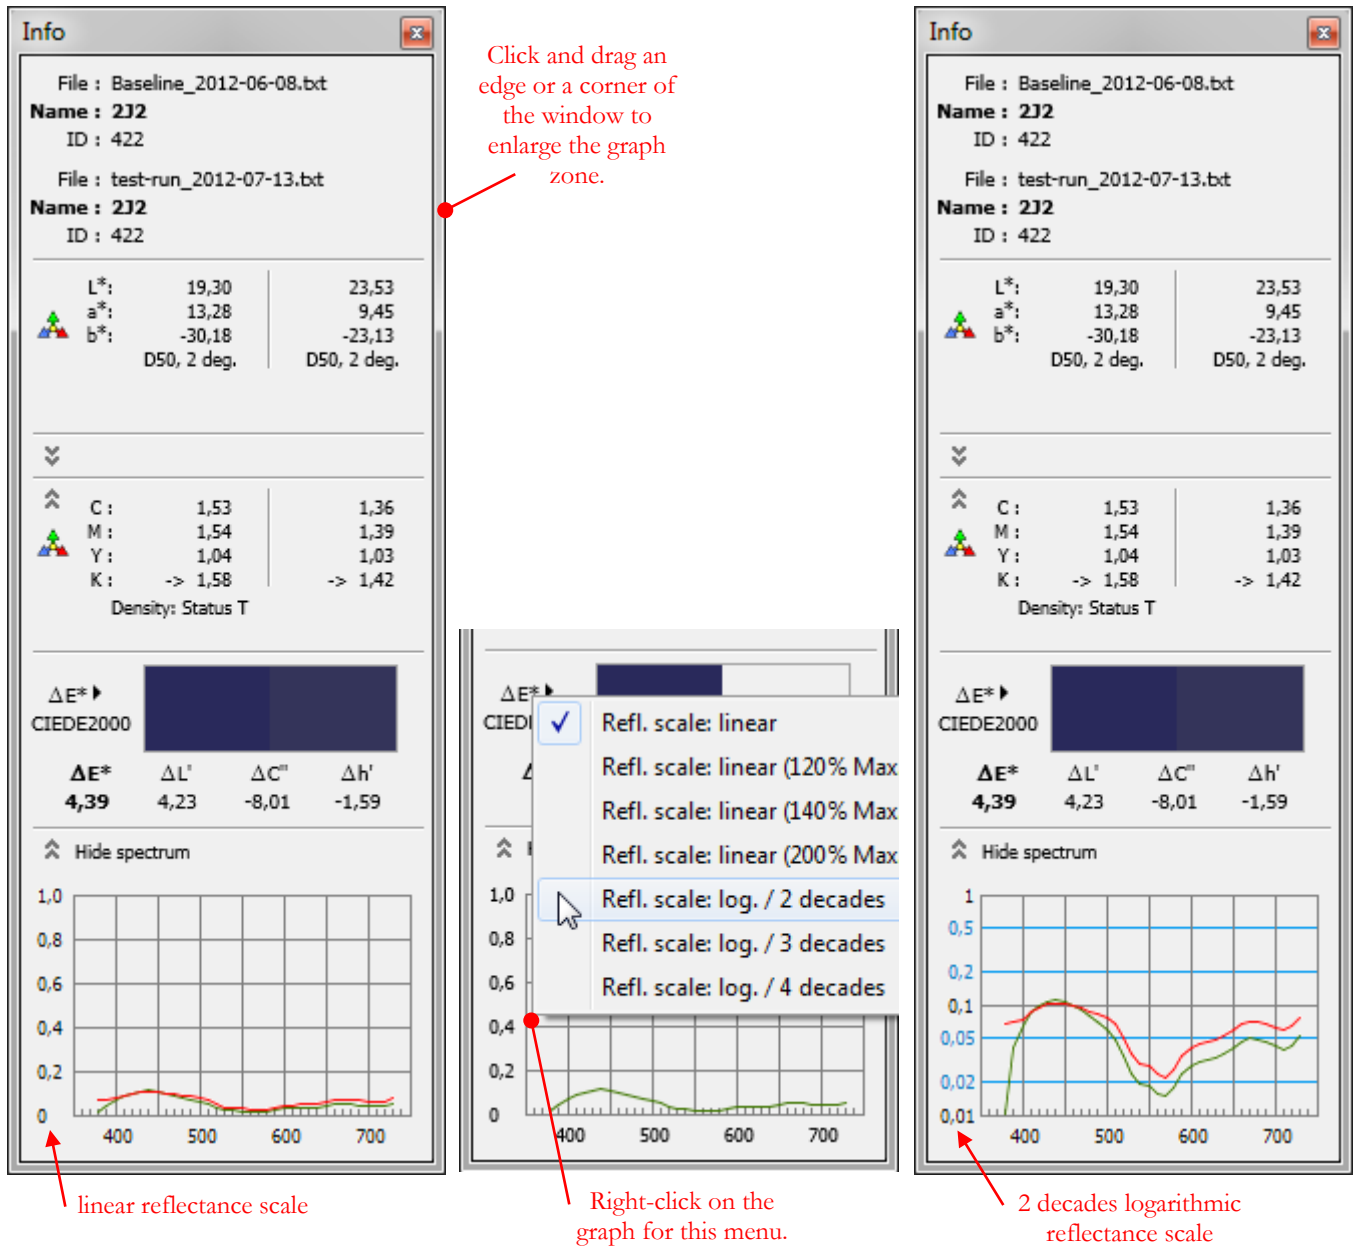 Info
File : Baseline_2012-06-08.txt
Name : 2J2
ID : 422
File : test-run_2012-07-13.txt
Name : 2J2
ID : 422
L*: 19,30 23,53
a*: 13,28 9,45
b*: -30,18 -23,13
D50, 2 deg. D50, 2 deg.
C : 1,53 1,36
M : 1,54 1,39
Y : 1,04 1,03
K : -> 1,58 -> 1,42
Density: Status T
ΔE*
CIEDE2000
ΔE* ΔL' ΔC" Δh'
4,39 4,23 -8,01 -1,59
Hide spectrum
1,0
0,8
0,6
0,4
0,2
0
400 500 600 700
linear reflectance scale
Click and drag an
edge or a corner of
the window to
enlarge the graph
zone.
ΔE*
CIED
Refl. scale: linear
Refl. scale: linear (120% Max
Refl. scale: linear (140% Max
Refl. scale: linear (200% Max
Refl. scale: log. / 2 decades
Refl. scale: log. / 3 decades
Refl. scale: log. / 4 decades
1,0
0,8
0,6
0,4
0,2
0
400 500 600 700
Right-click on the
graph for this menu.
Info
File : Baseline_2012-06-08.txt
Name : 2J2
ID : 422
File : test-run_2012-07-13.txt
Name : 2J2
ID : 422
L*: 19,30 23,53
a*: 13,28 9,45
b*: -30,18 -23,13
D50, 2 deg. D50, 2 deg.
C : 1,53 1,36
M : 1,54 1,39
Y : 1,04 1,03
K : -> 1,58 -> 1,42
Density: Status T
ΔE*
CIEDE2000
ΔE* ΔL' ΔC" Δh'
4,39 4,23 -8,01 -1,59
Hide spectrum
1
0,5
0,2
0,1
0,05
0,02
0,01
400 500 600 700
2 decades logarithmic
reflectance scale